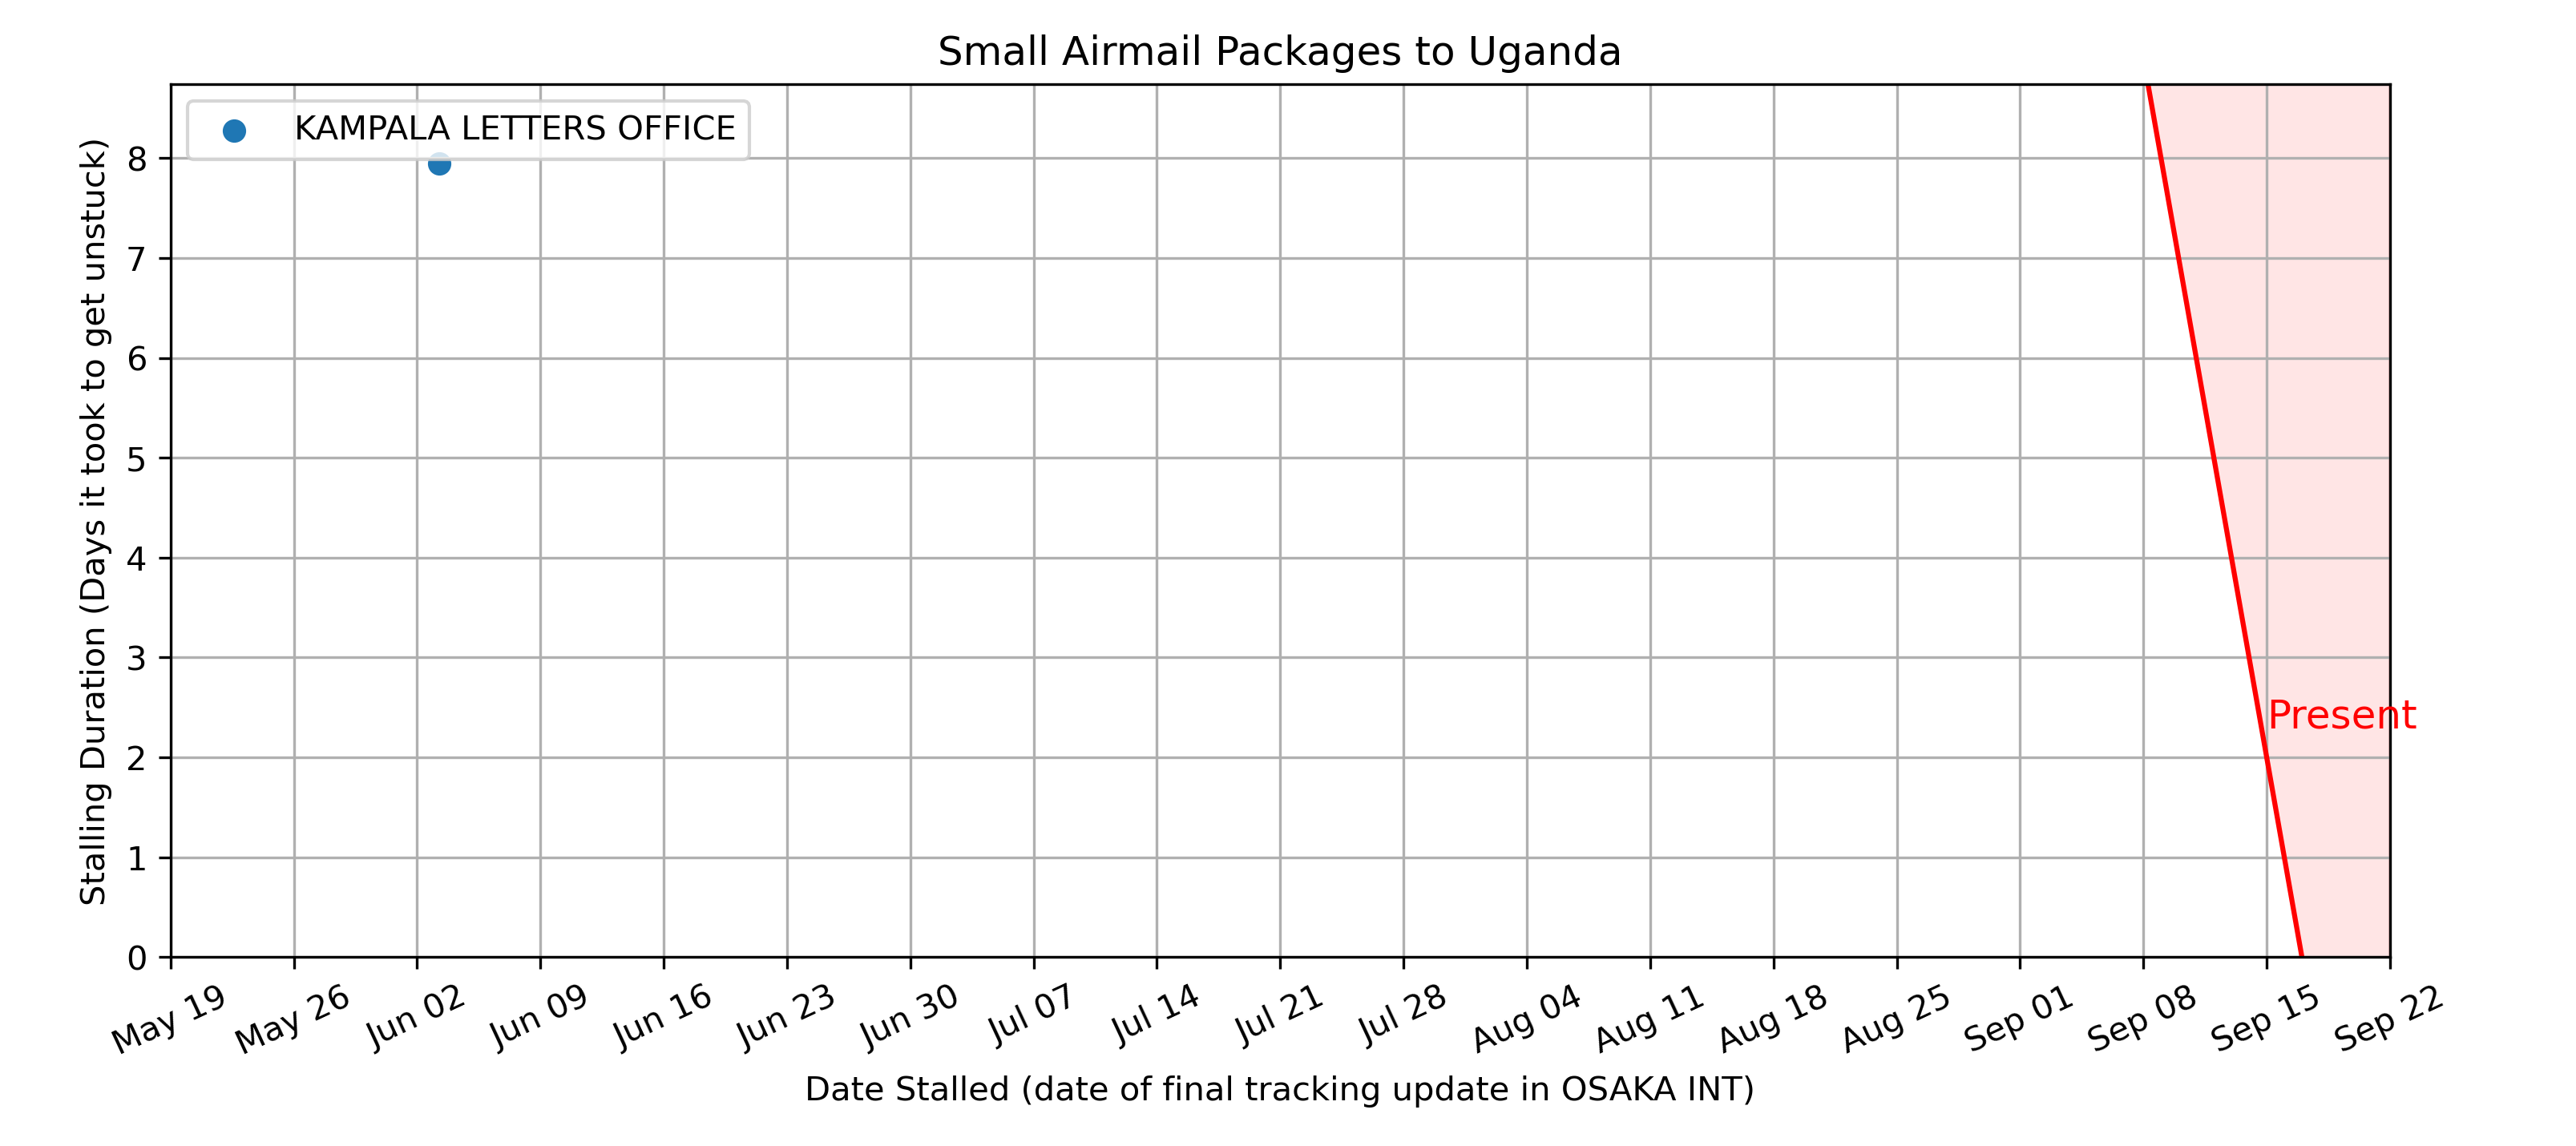 Small Airmail Packages to Uganda
KAMPALA LETTERS OFFICE
Stalling Duration (Days it took to get unstuck)
8
7
6
5
4
3
2
1
0
Present
May 19 May 26 Jun 02 Jun 09 Jun 16 Jun 23 Jun 30 Jul 07 Jul 14 Jul 21 Jul 28 Aug 04 Aug 11 Aug 18 Aug 25 Sep 01 Sep 08 Sep 15 Sep 22
Date Stalled (date of final tracking update in OSAKA INT)